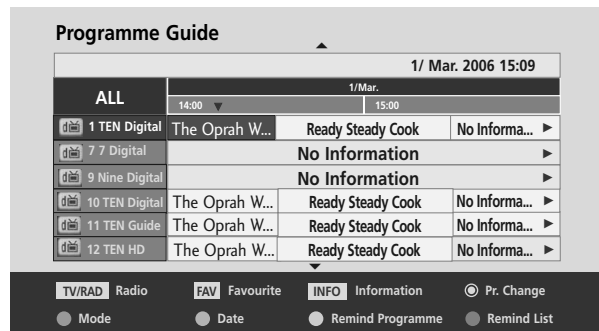 Programme Guide
1/ Mar. 2006 15:09
ALL
1/Mar.
14:00 15:00
1 TEN Digital The Oprah W... Ready Steady Cook No Informa...
7 7 Digital No Information
9 Nine Digital No Information
10 TEN Digital The Oprah W... Ready Steady Cook No Informa...
11 TEN Guide The Oprah W... Ready Steady Cook No Informa...
12 TEN HD The Oprah W... Ready Steady Cook No Informa...
TV/RAD Radio FAV Favourite INFO Information Pr. Change
Mode Date Remind Programme Remind List